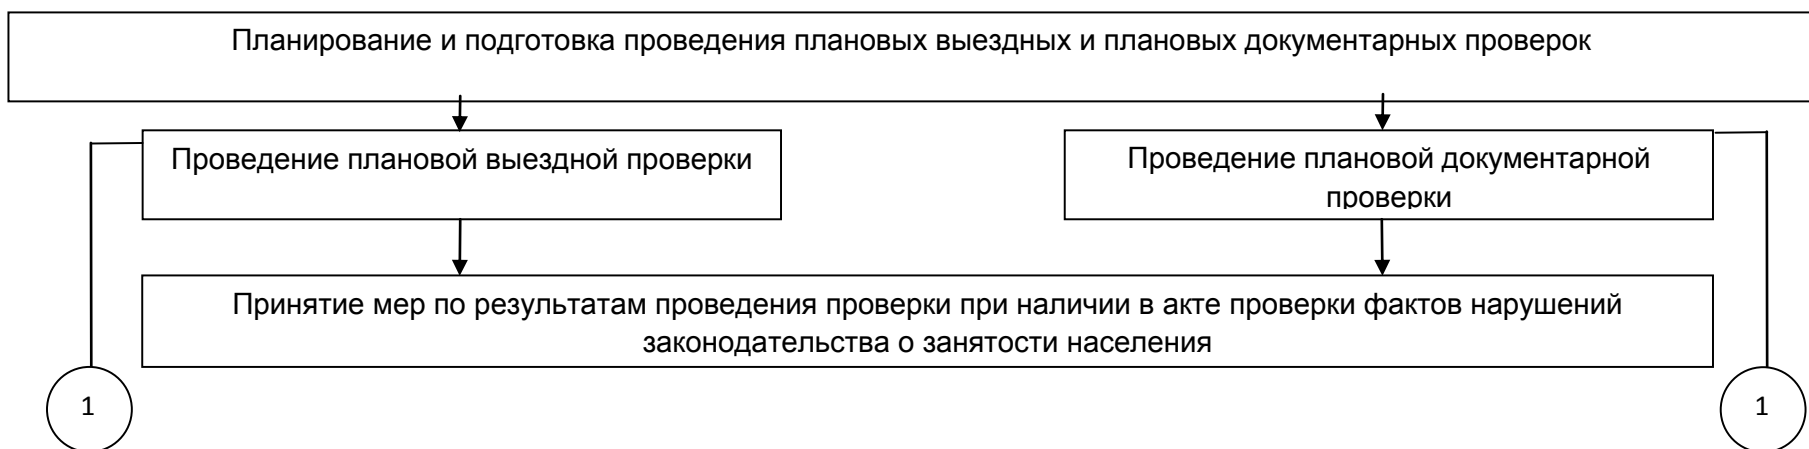 Планирование и подготовка проведения плановых выездных и плановых документарных проверок
Проведение плановой выездной проверки
Проведение плановой документарной
проверки
Принятие мер по результатам проведения проверки при наличии в акте проверки фактов нарушений
законодательства о занятости населения
1
1